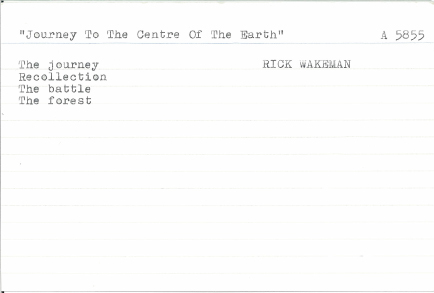 "Journey To The Centre Of The Earth" A 5855
The journey RICK WAKEMAN
Recollection
The battle
The forest